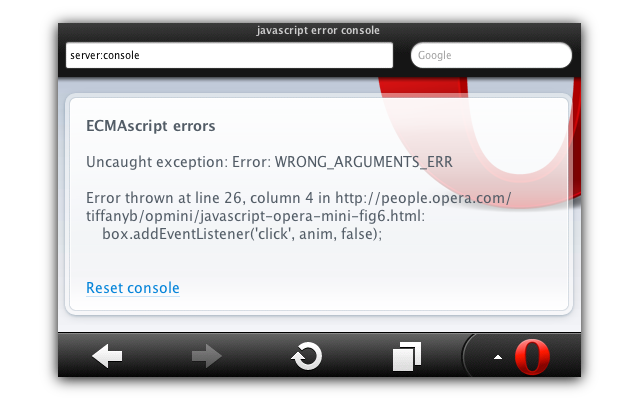 javascript error console
server:console
Google
ECMAscript errors
Uncaught exception: Error: WRONG_ARGUMENTS_ERR
Error thrown at line 26, column 4 in http://people.opera.com/
tiffanyb/opmini/javascript-opera-mini-fig6.html:
box.addEventListener('click', anim, false);
Reset console